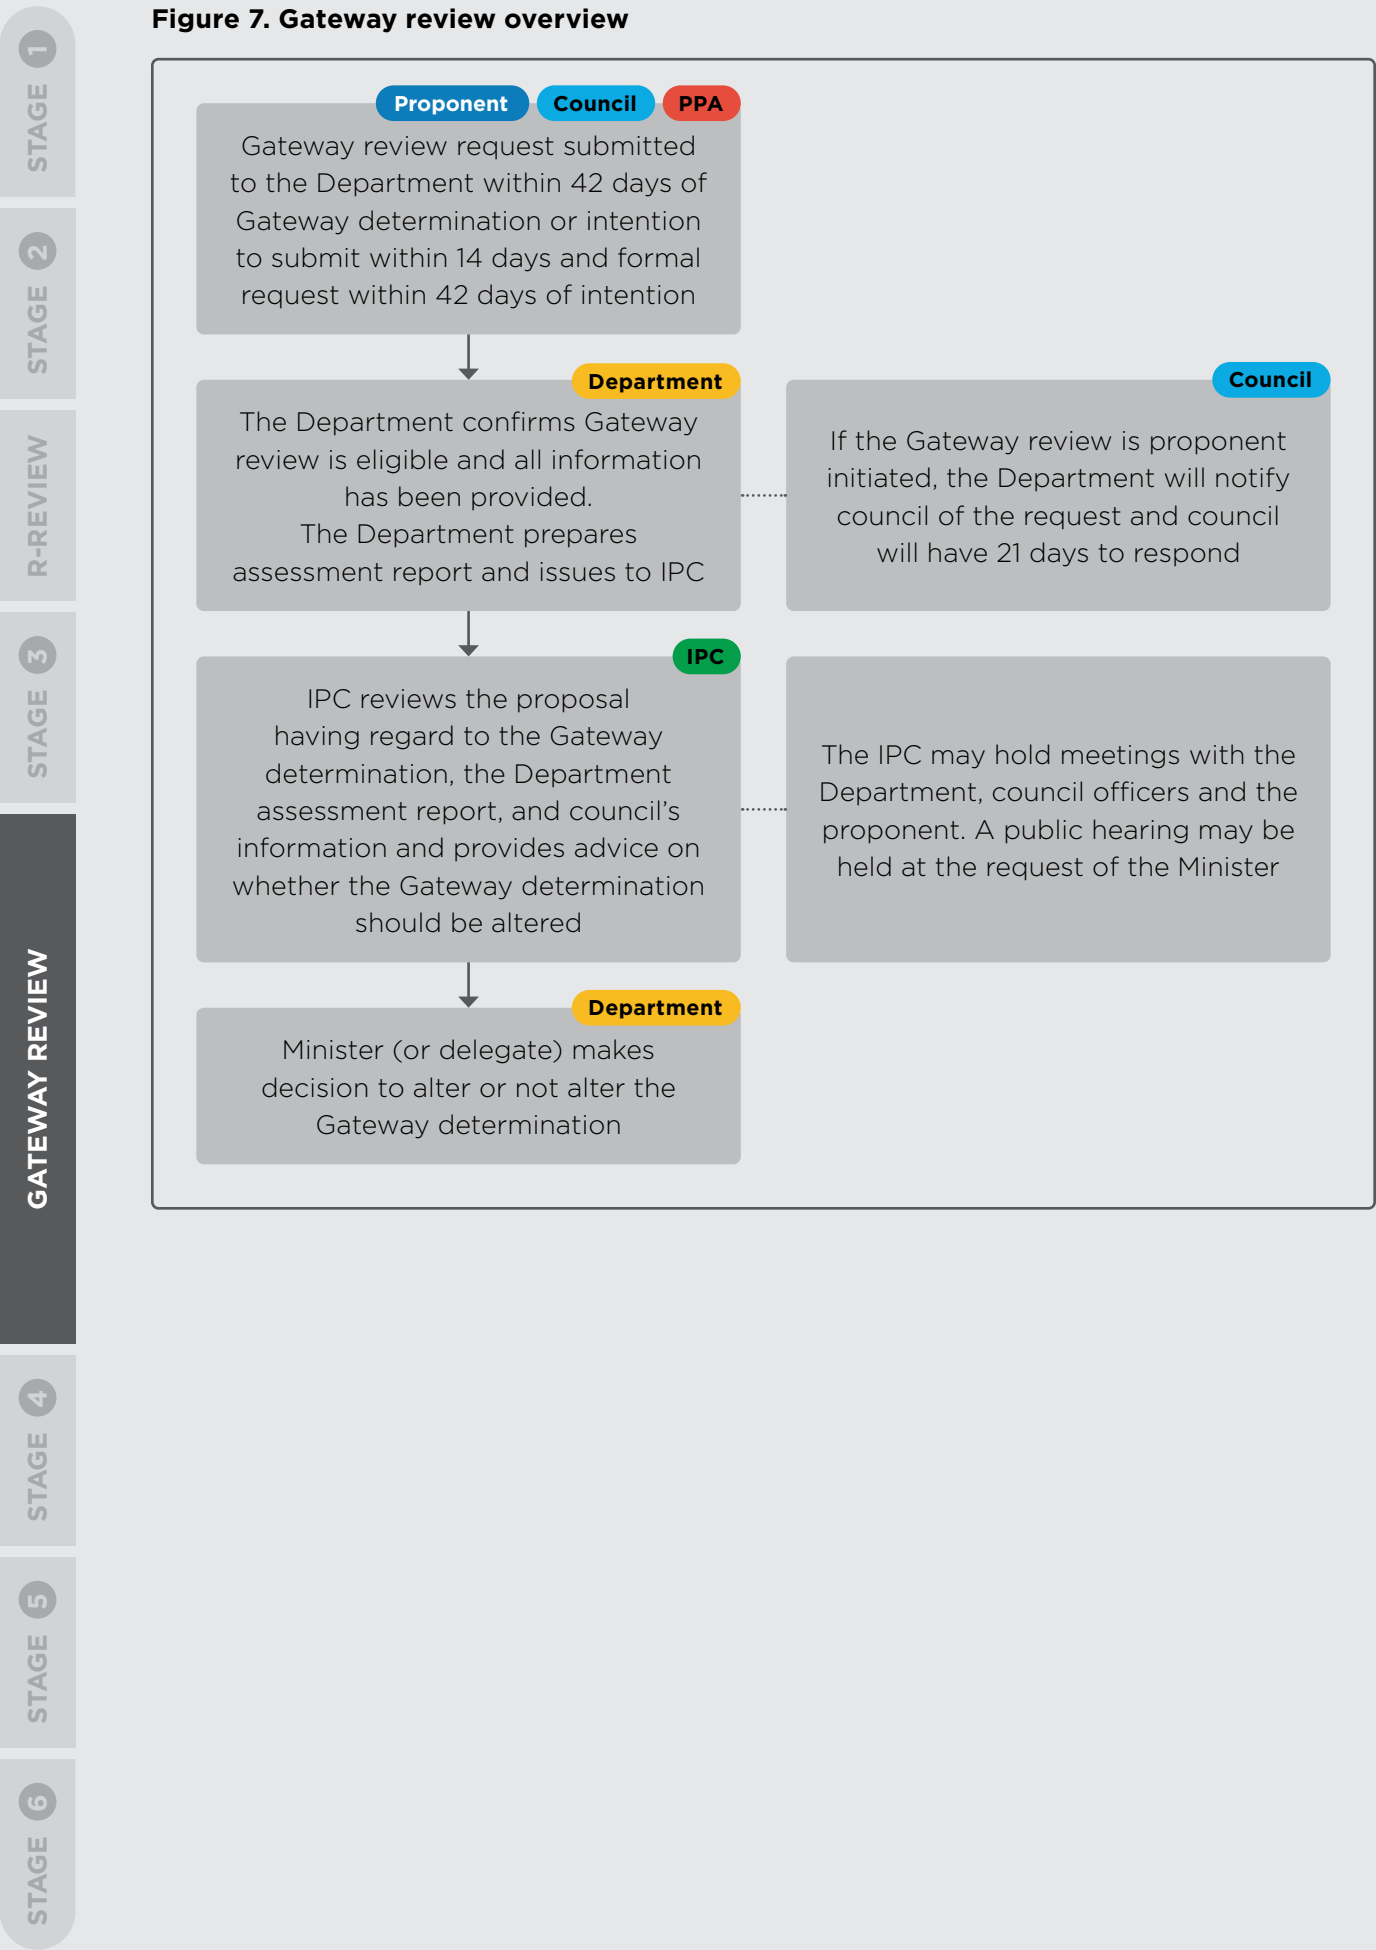 Figure 7. Gateway review overview
Proponent
Council
PPA
Gateway review request submitted
to the Department within 42 days of
Gateway determination or intention
to submit within 14 days and formal
request within 42 days of intention
Department
The Department confirms Gateway
review is eligible and all information
has been provided.
The Department prepares
assessment report and issues to IPC
Council
If the Gateway review is proponent
initiated, the Department will notify
council of the request and council
will have 21 days to respond
IPC
IPC reviews the proposal
having regard to the Gateway
determination, the Department
assessment report, and council’s
information and provides advice on
whether the Gateway determination
should be altered
The IPC may hold meetings with the
Department, council officers and the
proponent. A public hearing may be
held at the request of the Minister
Department
Minister (or delegate) makes
decision to alter or not alter the
Gateway determination
STAGE 1
STAGE 2
R-REVIEW
STAGE 3
GATEWAY REVIEW
STAGE 4
STAGE 5
STAGE 6